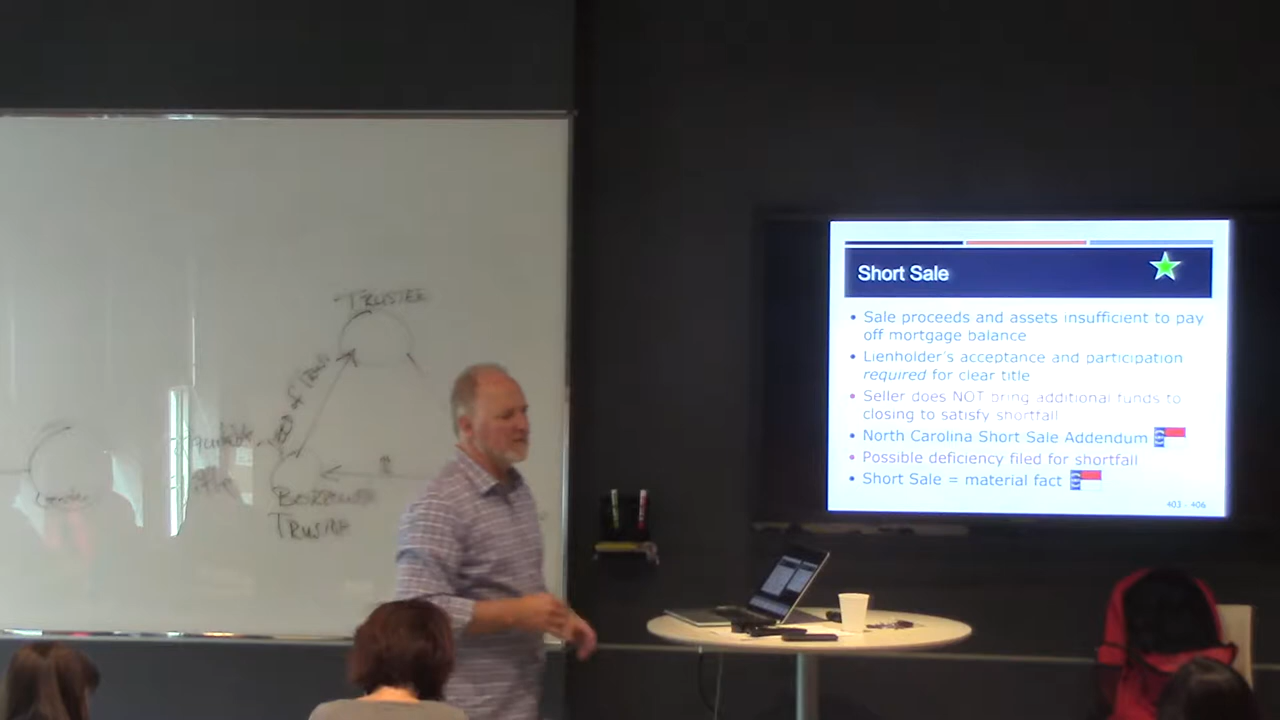 TRUSTEE
Lender
BORROWER
Short Sale
• Sale proceeds and assets insufficient to pay
off mortgage balance
• Lienholder's acceptance and participation
required for clear title
• Seller does NOT bring additional funds to
closing to satisfy shortfall
• North Carolina Short Sale Addendum
• Possible deficiency filed for shortfall
• Short Sale = material fact
403 - 406